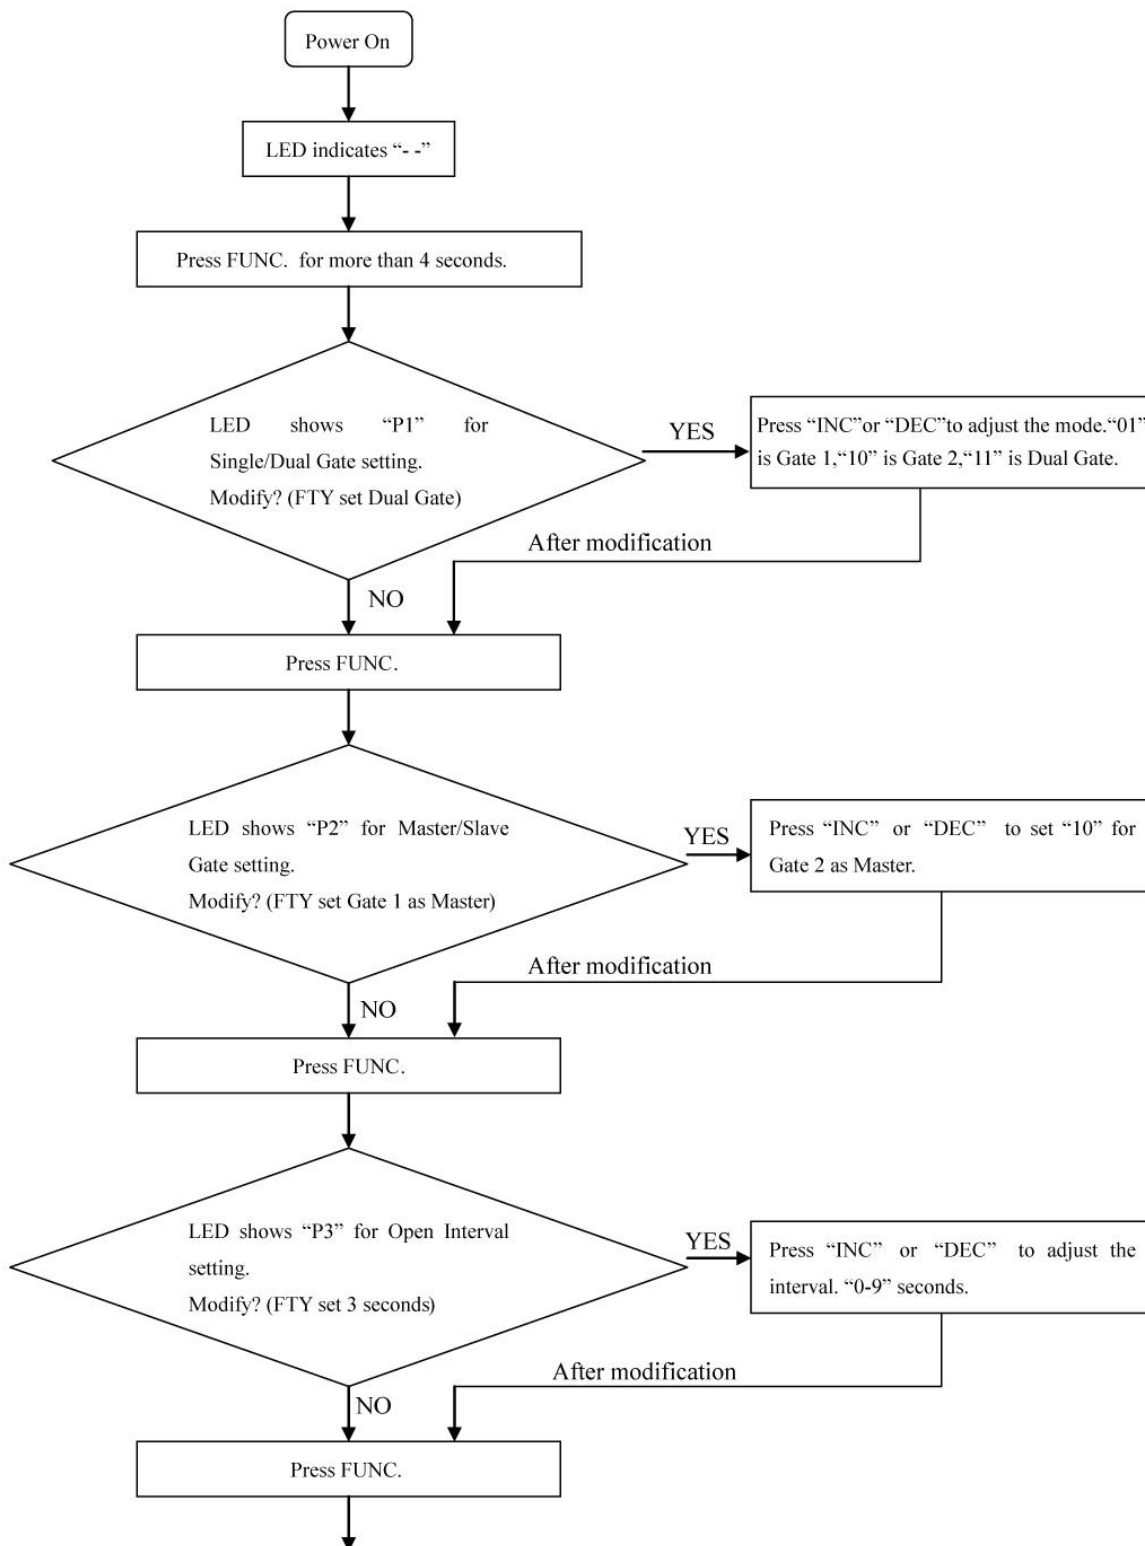 Power On
LED indicates “- -”
Press FUNC. for more than 4 seconds.
LED shows “P1” for
Single/Dual Gate setting.
Modify? (FTY set Dual Gate)
YES
Press “INC”or “DEC”to adjust the mode.“01”
is Gate 1,“10” is Gate 2,“11” is Dual Gate.
After modification
NO
Press FUNC.
LED shows “P2” for Master/Slave
Gate setting.
Modify? (FTY set Gate 1 as Master)
YES
Press “INC” or “DEC” to set “10” for
Gate 2 as Master.
After modification
NO
Press FUNC.
LED shows “P3” for Open Interval
setting.
Modify? (FTY set 3 seconds)
YES
Press “INC” or “DEC” to adjust the
interval. “0-9” seconds.
After modification
NO
Press FUNC.